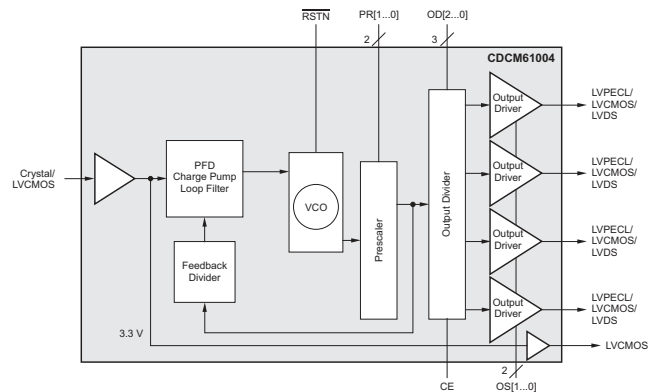 RSTN
PR[1...0]
OD[2...0]
2
3
CDCM61004
Crystal/
LVCMOS
PFD
Charge Pump
Loop Filter
VCO
Feedback
Divider
Prescaler
Output Divider
Output
Driver
LVPECL/
LVCMOS/
LVDS
Output
Driver
LVPECL/
LVCMOS/
LVDS
Output
Driver
LVPECL/
LVCMOS/
LVDS
Output
Driver
LVPECL/
LVCMOS/
LVDS
3.3 V
LVCMOS
2
CE
OS[1...0]